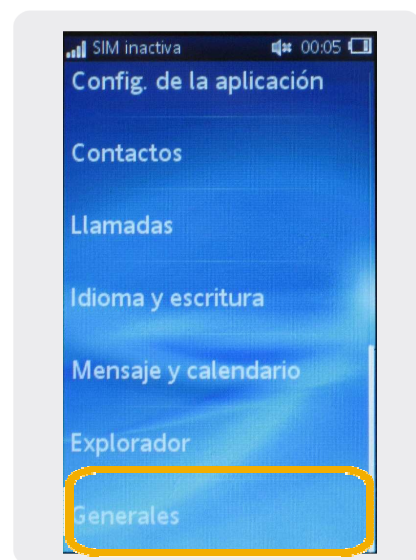 SIM inactiva 00:05
Config. de la aplicación
Contactos
Llamadas
Idioma y escritura
Mensaje y calendario
Explorador
Generales